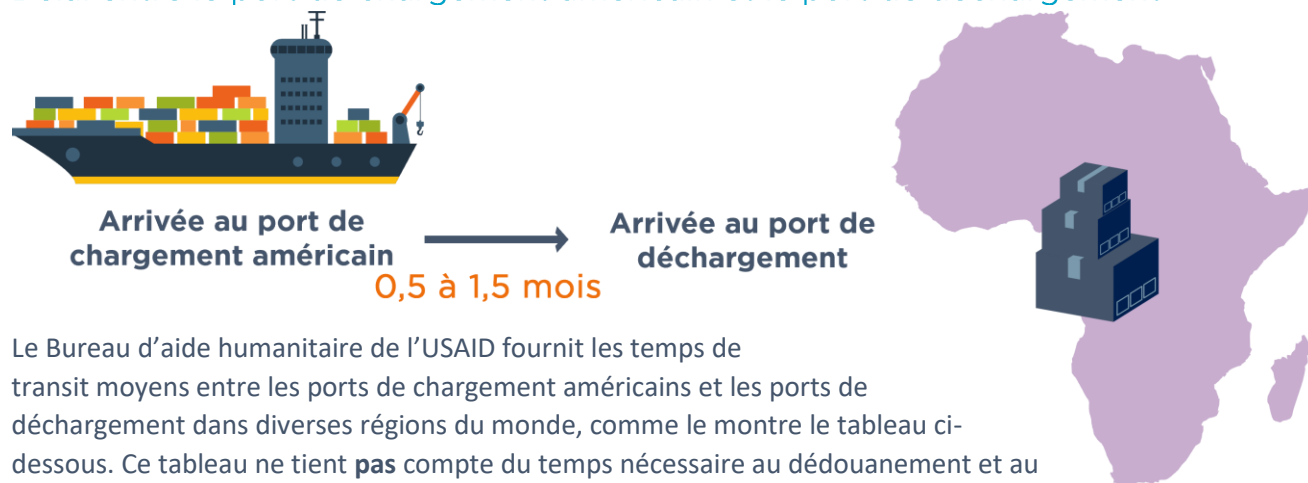 Arrivée au port de
chargement américain
0,5 à 1,5 mois
Arrivée au port de
déchargement
Le Bureau d’aide humanitaire de l’USAID fournit les temps de
transit moyens entre les ports de chargement américains et les ports de
déchargement dans diverses régions du monde, comme le montre le tableau ci-
dessous. Ce tableau ne tient pas compte du temps nécessaire au dédouanement et au